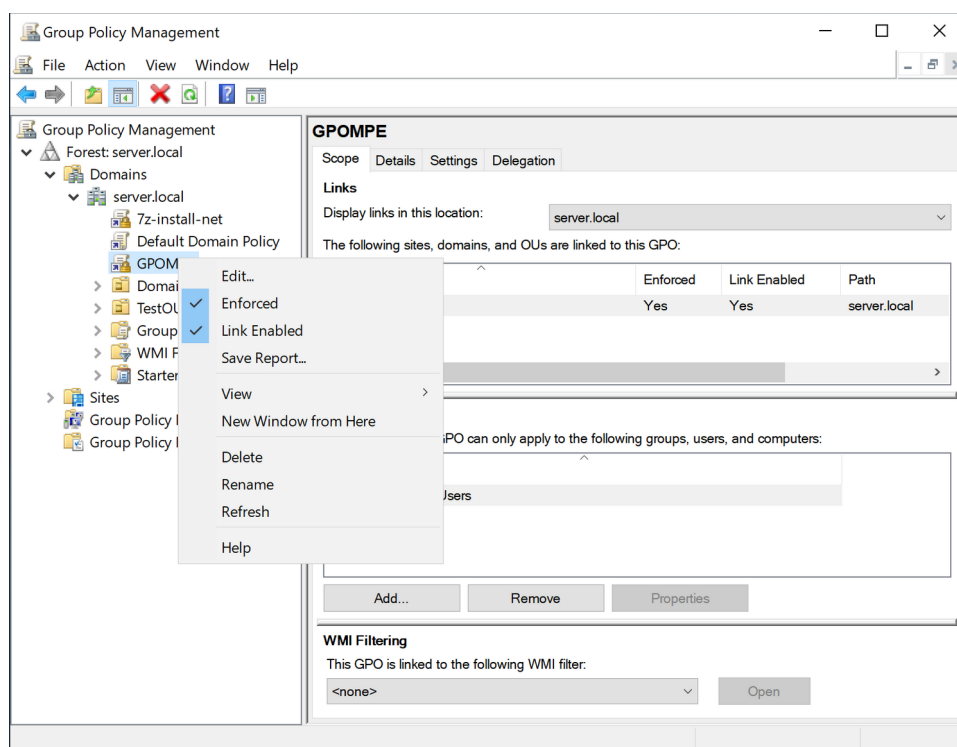 Group Policy Management
File Action View Window Help
Group Policy Management
Forest: server.local
Domains
server.local
7z-install-net
Default Domain Policy
GPOM
Domai
TestOU
Group
WMI F
Starter
Sites
Group Policy
Group Policy
Edit...
Enforced
Link Enabled
Save Report...
View
New Window from Here
Delete
Rename
Refresh
Help
GPOMPE
Scope Details Settings Delegation
Links
Display links in this location: server.local
The following sites, domains, and OUs are linked to this GPO:
Enforced Link Enabled Path
Yes Yes server.local
GPO can only apply to the following groups, users, and computers:
Users
Add... Remove Properties
WMI Filtering
This GPO is linked to the following WMI filter:
<none> Open